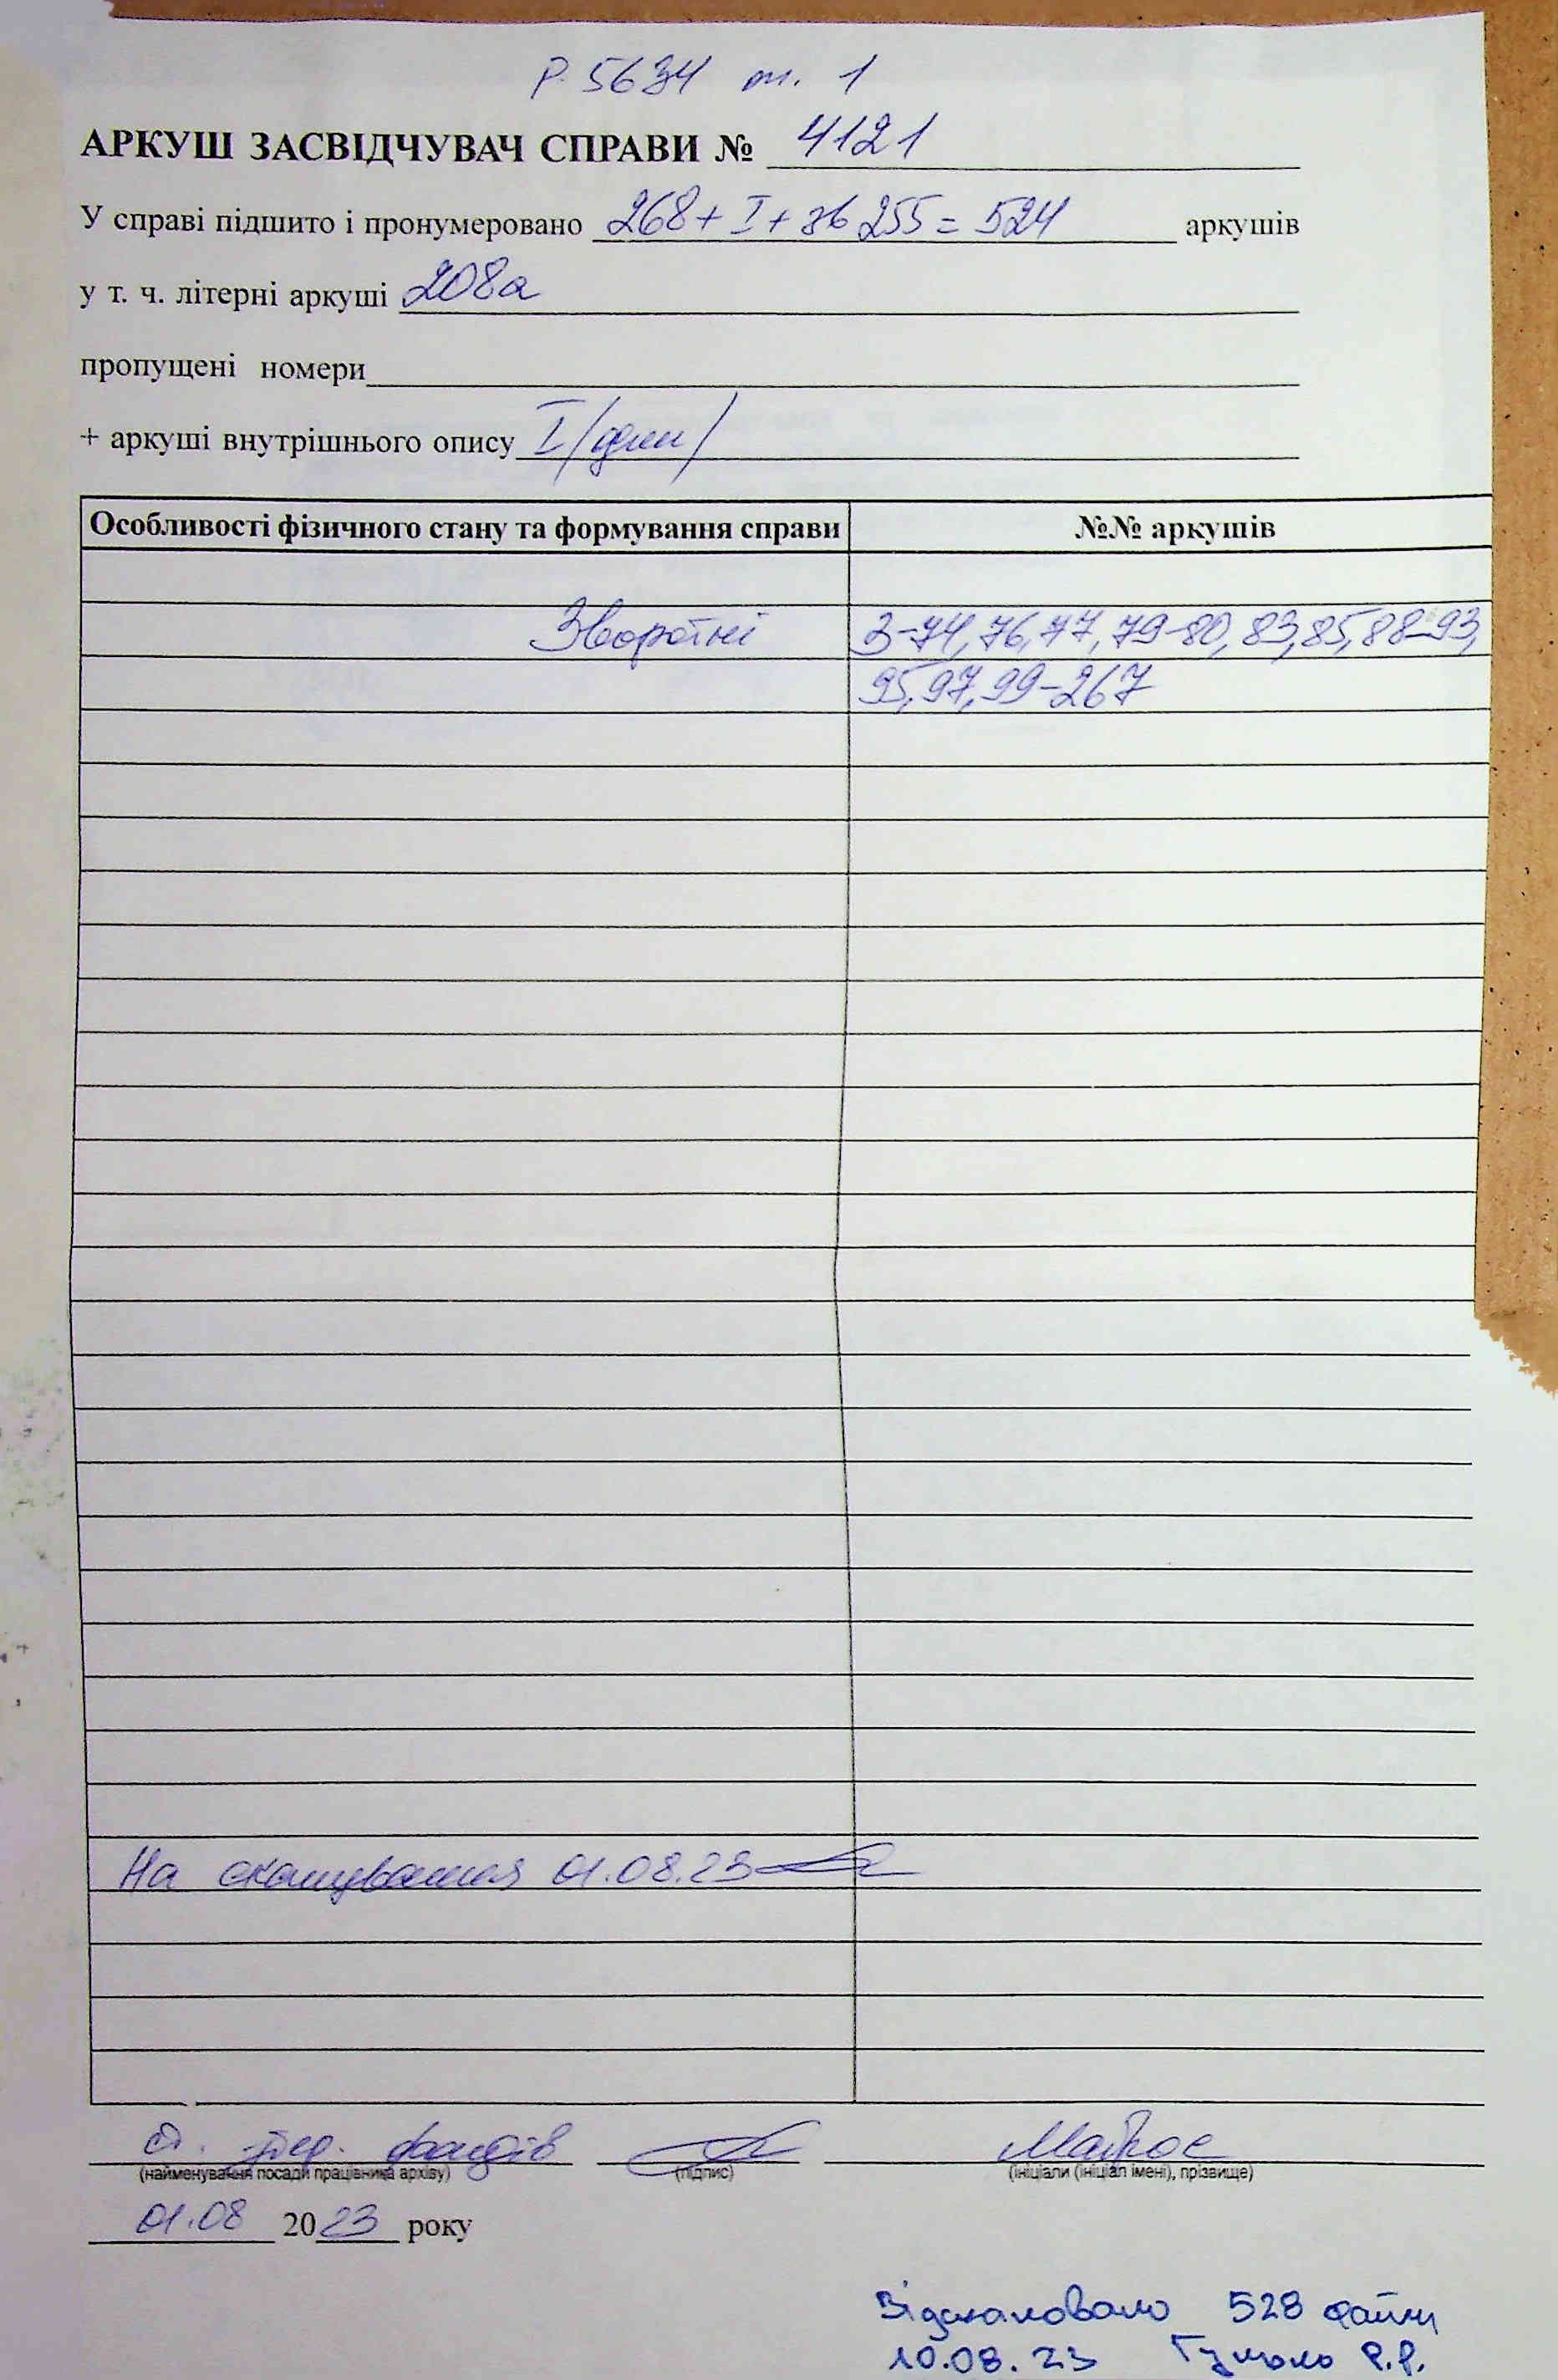 Р. 5634 т. 1
АРКУШ ЗАСВІДЧУВАЧ СПРАВИ № 4121
У справі підшито і пронумеровано 268+I+зв 255=524 аркушів
у т. ч. літерні аркуші 208а
пропущені номери
+ аркуші внутрішнього опису I/один/
Особливості фізичного стану та формування справи №№ аркушів
Зворотні 3-74, 76, 77, 79-80, 83, 85, 88-93,
95, 97, 99-267
На сканування 01.08.23
фондів Матрос
(найменування посади працівника архіву) (підпис) (ініціали (ініціал імені), прізвище)
01.08 2023 року
Відскановано 528 файли
10.08.23 Р.Р.